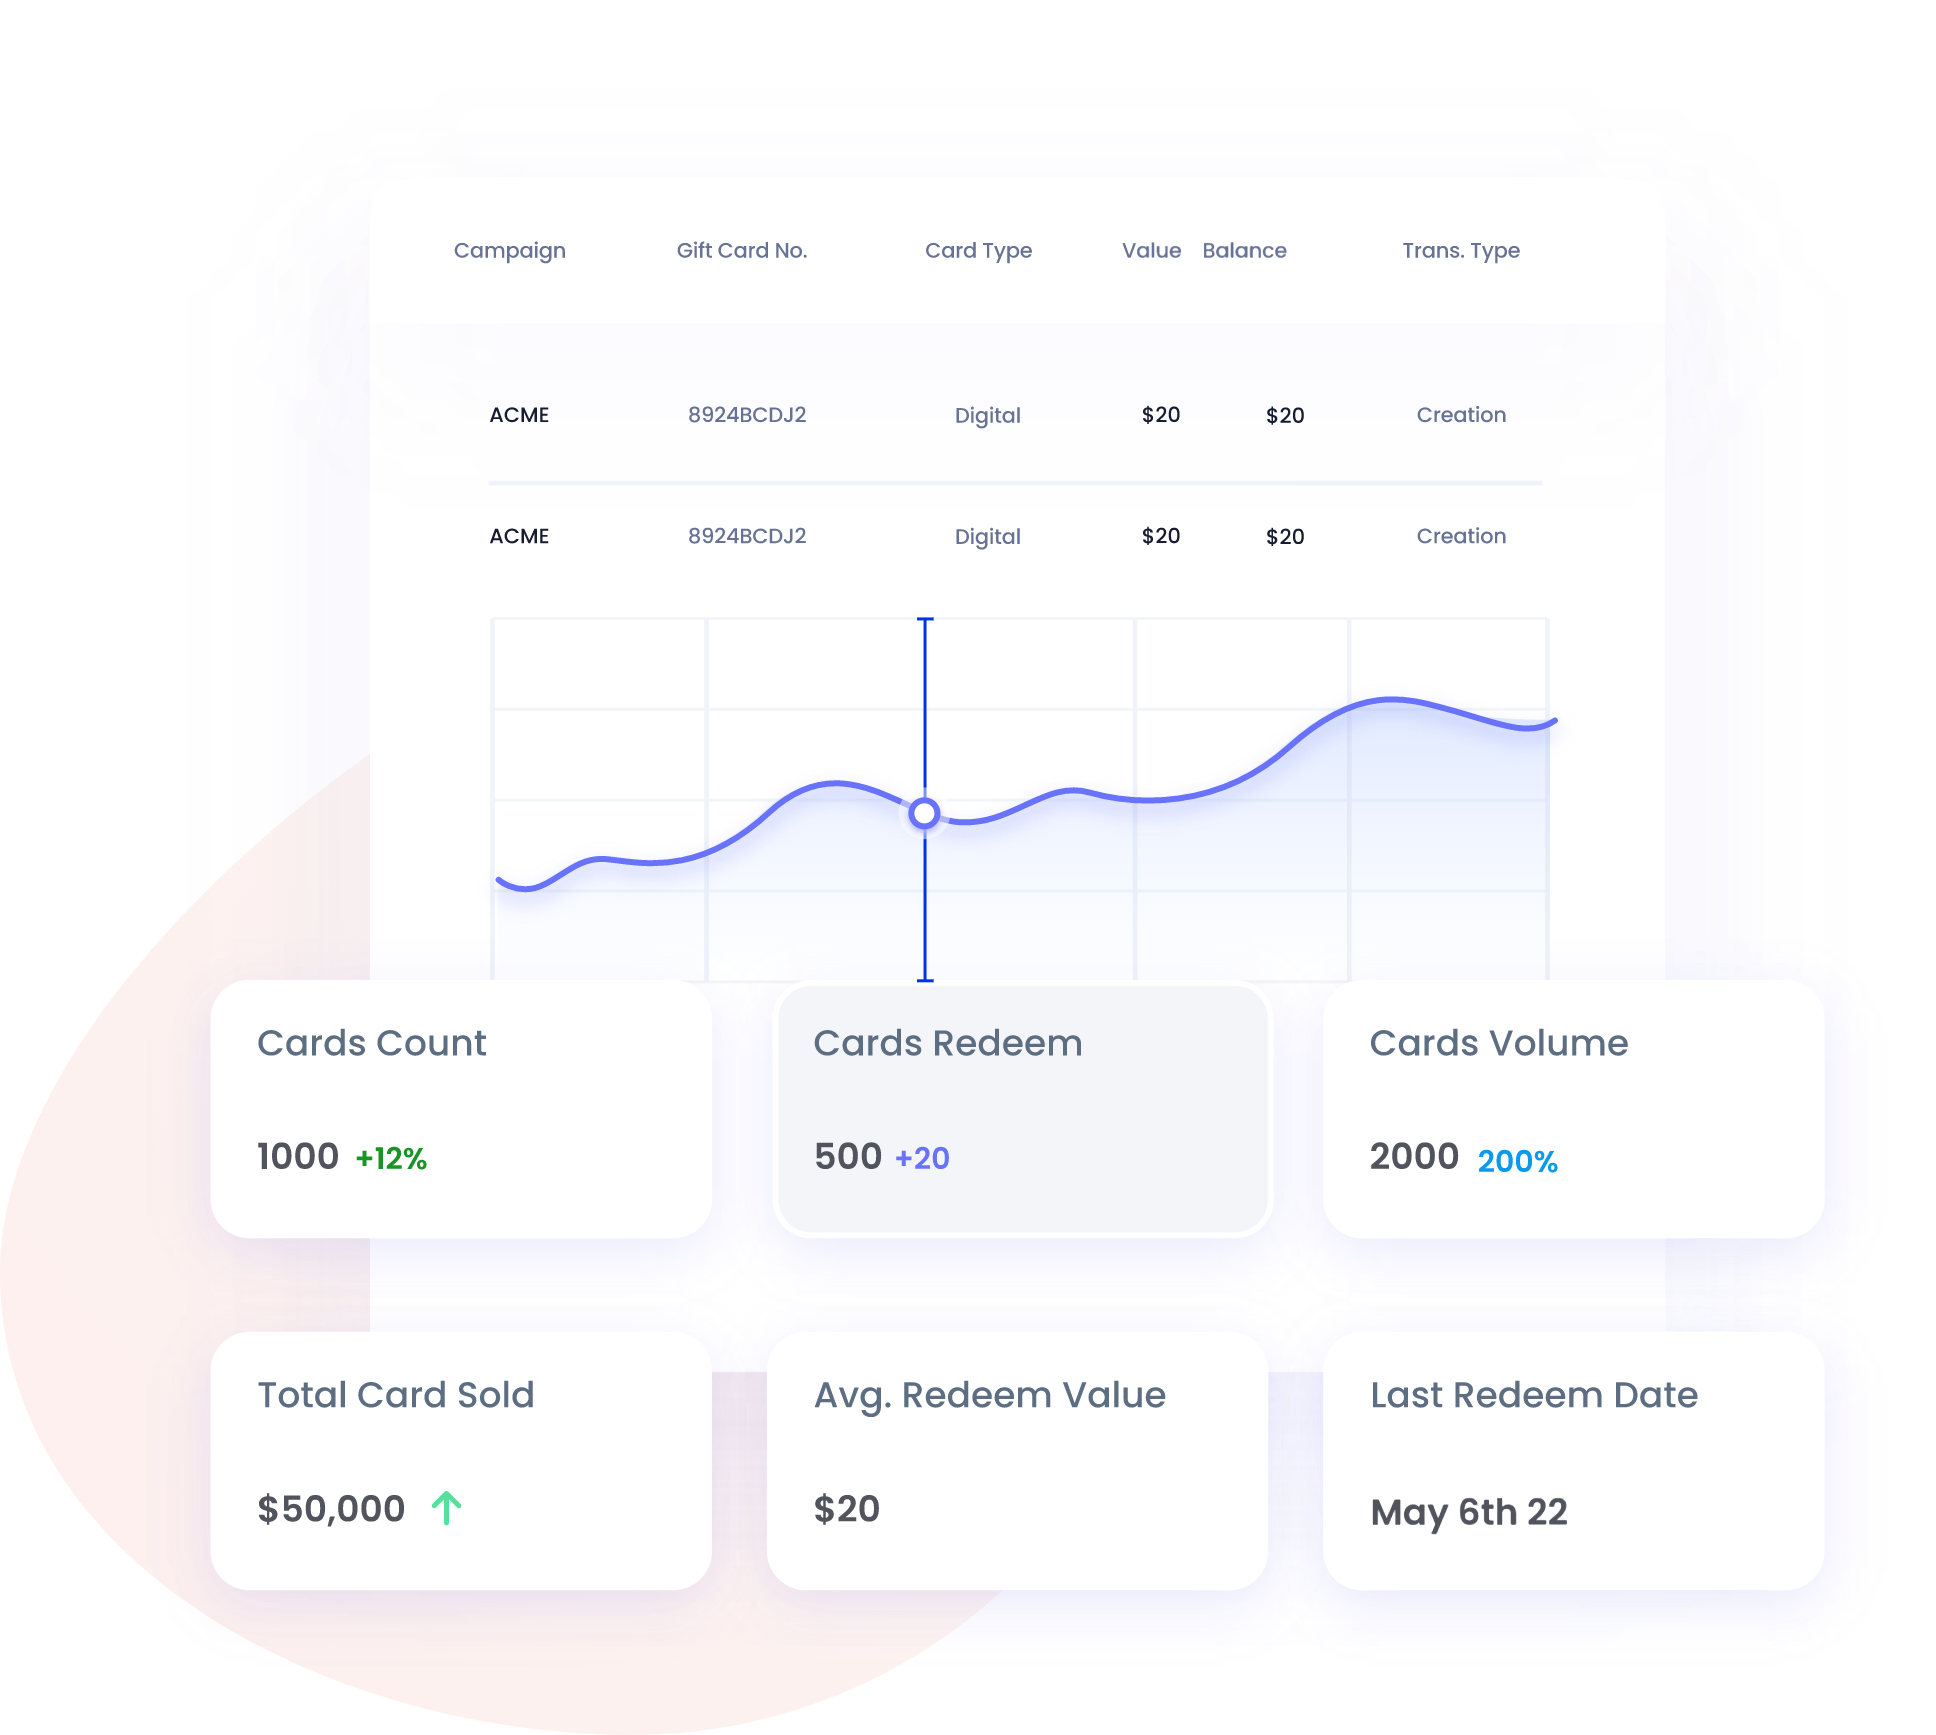 Campaign Gift Card No. Card Type Value Balance Trans. Type
ACME 8924BCDJ2 Digital $20 $20 Creation
ACME 8924BCDJ2 Digital $20 $20 Creation
Cards Count
1000 +12%
Cards Redeem
500 +20
Cards Volume
2000 200%
Total Card Sold
$50,000
Avg. Redeem Value
$20
Last Redeem Date
May 6th 22